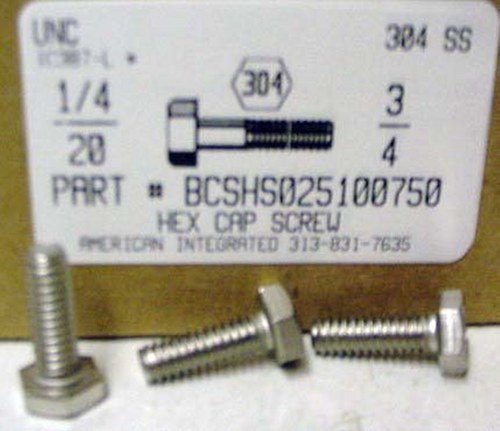 UNC
304 SS
1/4
20
304
3
4
PART # BCSHS025100750
HEX CAP SCREW
AMERICAN INTEGRATED 313-831-7635